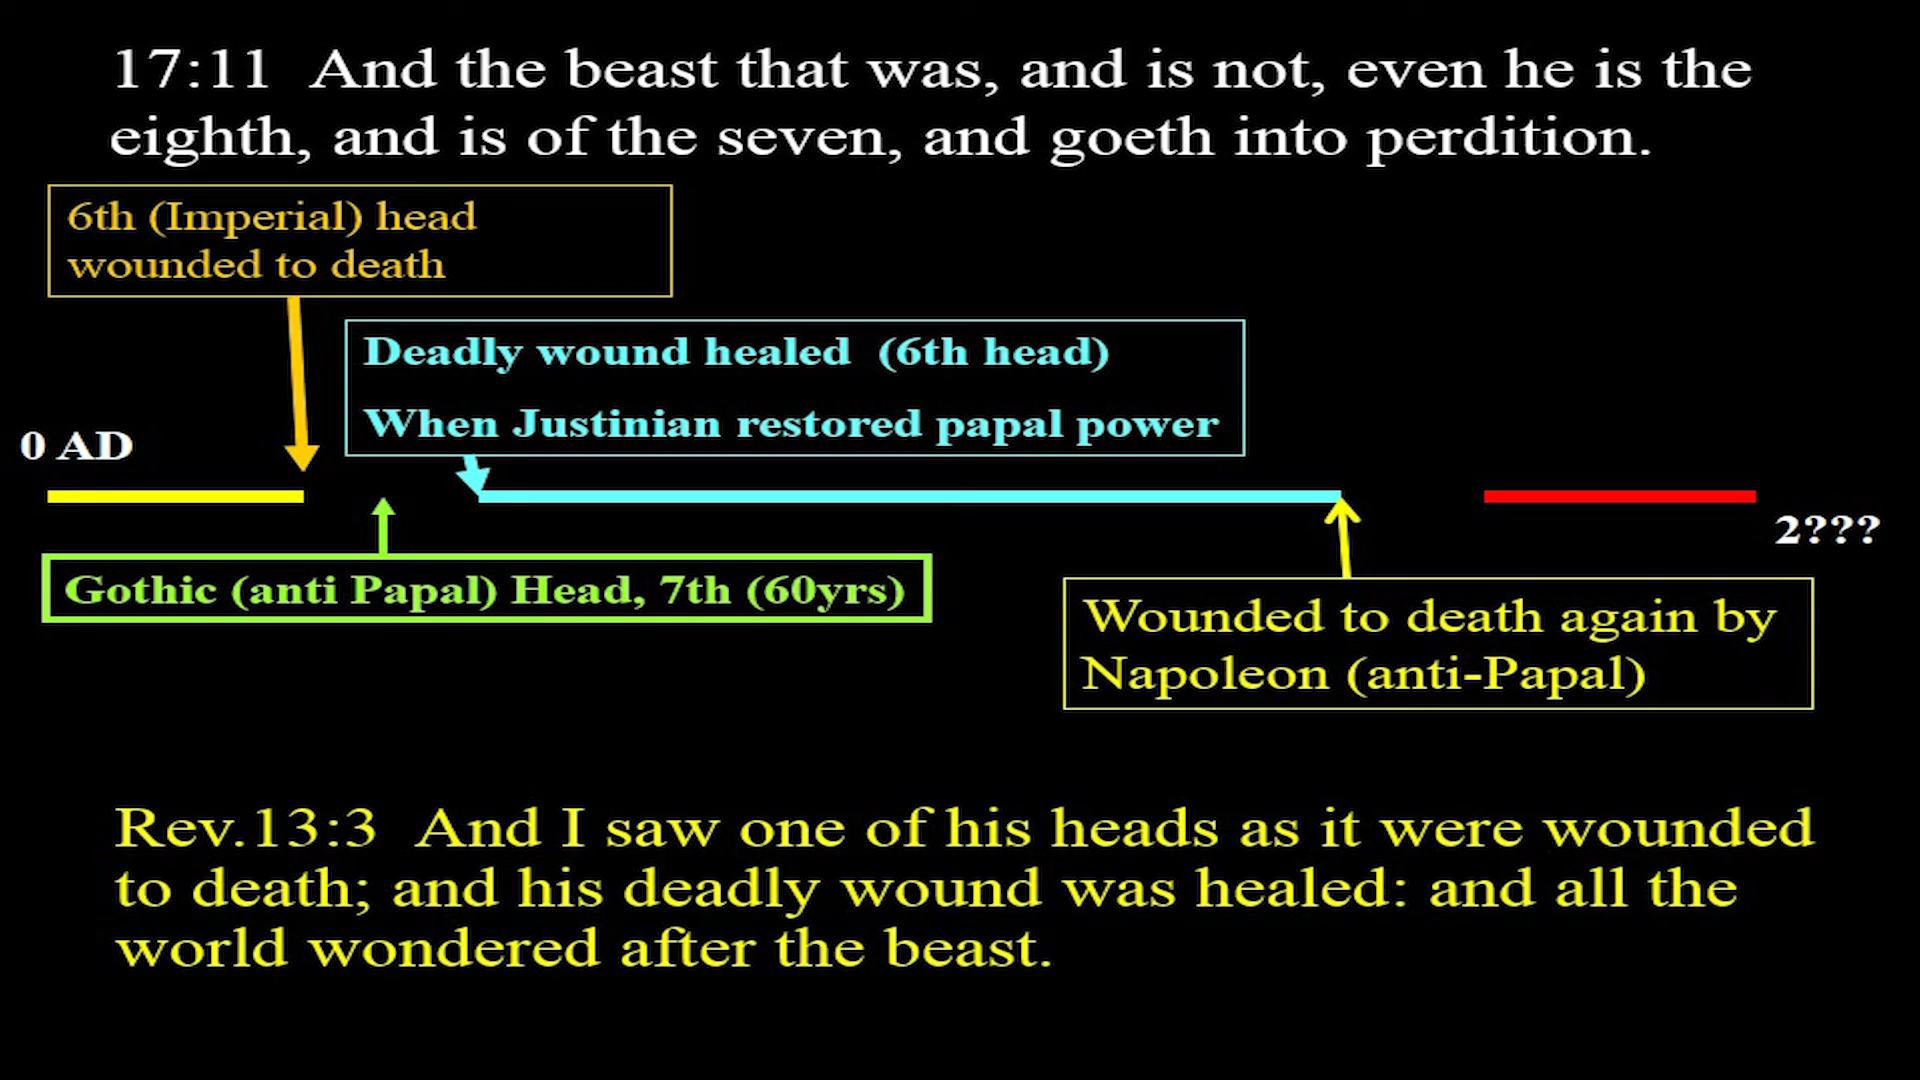 17:11 And the beast that was, and is not, even he is the
eighth, and is of the seven, and goeth into perdition.
6th (Imperial) head
wounded to death
Deadly wound healed (6th head)
When Justinian restored papal power
0 AD
2???
Gothic (anti Papal) Head, 7th (60yrs)
Wounded to death again by
Napoleon (anti-Papal)
Rev.13:3 And I saw one of his heads as it were wounded
to death; and his deadly wound was healed: and all the
world wondered after the beast.